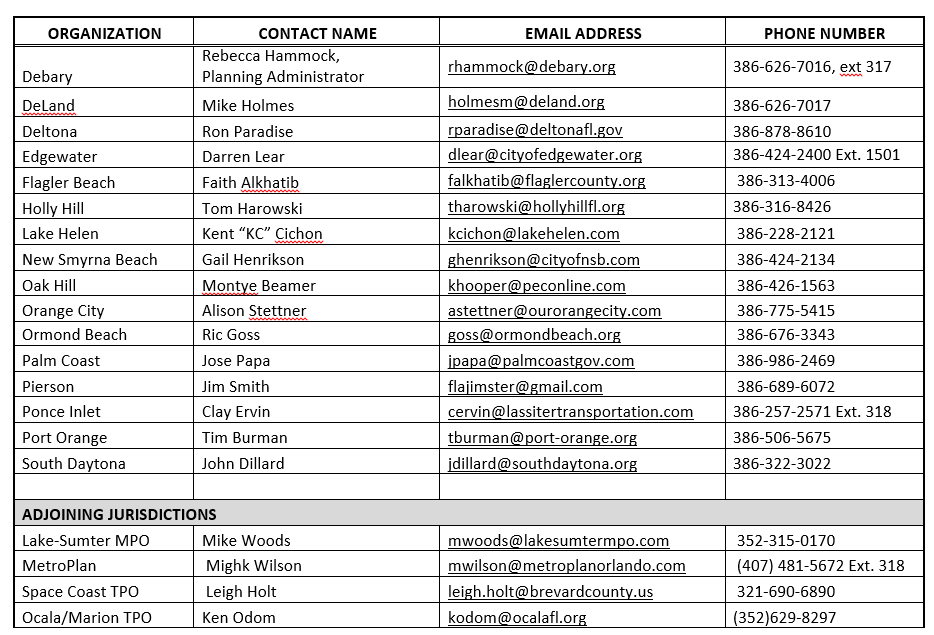 ORGANIZATION CONTACT NAME EMAIL ADDRESS PHONE NUMBER
Rebecca Hammock,
Debary Planning Administrator rhammock@debary.org 386-626-7016, ext 317
DeLand Mike Holmes holmesm@deland.org 386-626-7017
Deltona Ron Paradise rparadise@deltonafl.gov 386-878-8610
Edgewater Darren Lear dlear@cityofedgewater.org 386-424-2400 Ext. 1501
Flagler Beach Faith Alkhatib falkhatib@flaglercounty.org 386-313-4006
Holly Hill Tom Harowski tharowski@hollyhillfl.org 386-316-8426
Lake Helen Kent “KC” Cichon kcichon@lakehelen.com 386-228-2121
New Smyrna Beach Gail Henrikson ghenrikson@cityofnsb.com 386-424-2134
Oak Hill Montye Beamer khooper@peconline.com 386-426-1563
Orange City Alison Stettner astettner@ourorangecity.com 386-775-5415
Ormond Beach Ric Goss goss@ormondbeach.org 386-676-3343
Palm Coast Jose Papa jpapa@palmcoastgov.com 386-986-2469
Pierson Jim Smith flajimster@gmail.com 386-689-6072
Ponce Inlet Clay Ervin cervin@lassitertransportation.com 386-257-2571 Ext. 318
Port Orange Tim Burman tburman@port-orange.org 386-506-5675
South Daytona John Dillard jdillard@southdaytona.org 386-322-3022
ADJOINING JURISDICTIONS
Lake-Sumter MPO Mike Woods mwoods@lakesumtermpo.com 352-315-0170
MetroPlan Mighk Wilson mwilson@metroplanorlando.com (407) 481-5672 Ext. 318
Space Coast TPO Leigh Holt leigh.holt@brevardcounty.us 321-690-6890
Ocala/Marion TPO Ken Odom kodom@ocalafl.org (352)629-8297